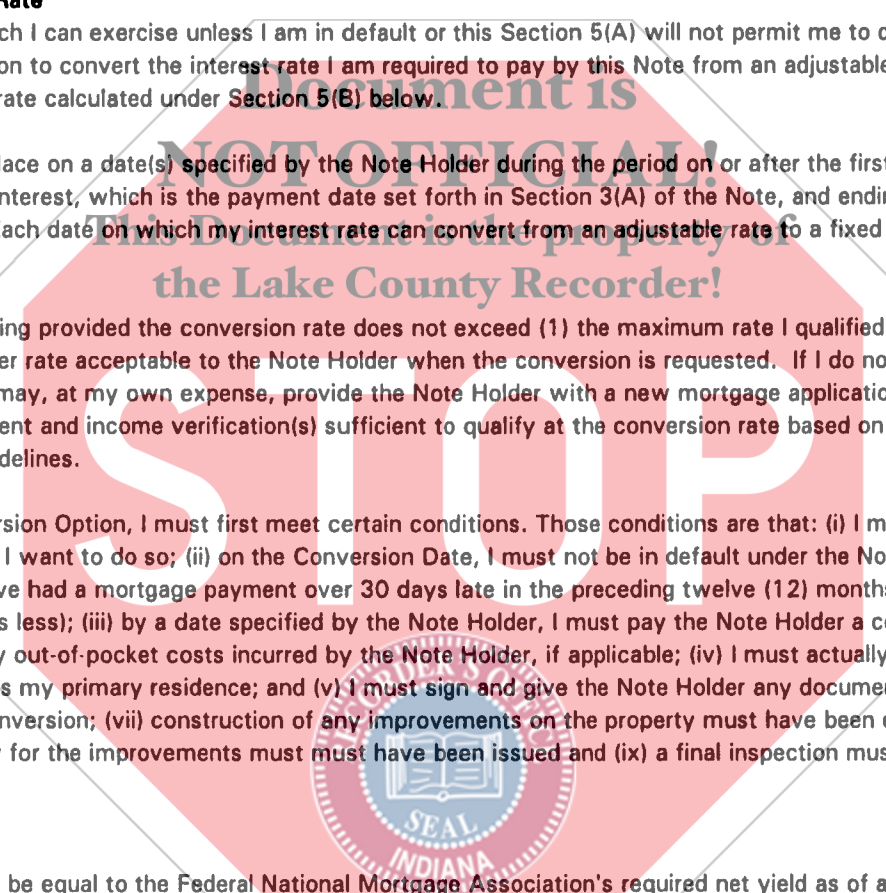 Rate
ch I can exercise unless I am in default or this Section 5(A) will not permit me to
on to convert the interest rate I am required to pay by this Note from an adjustable
rate calculated under Section 5(B) below.
Document is
NOT OFFICIAL!
This Document is the property of
the Lake County Recorder!
lace on a date(s) specified by the Note Holder during the period on or after the first
nterest, which is the payment date set forth in Section 3(A) of the Note, and endin
Each date on which my interest rate can convert from an adjustable rate to a fixed
ing provided the conversion rate does not exceed (1) the maximum rate I qualified
er rate acceptable to the Note Holder when the conversion is requested. If I do no
may, at my own expense, provide the Note Holder with a new mortgage applicatio
ent and income verification(s) sufficient to qualify at the conversion rate based on
delines.
STOP
rsion Option, I must first meet certain conditions. Those conditions are that: (i) I m
I want to do so; (ii) on the Conversion Date, I must not be in default under the No
ve had a mortgage payment over 30 days late in the preceding twelve (12) months
s less); (iii) by a date specified by the Note Holder, I must pay the Note Holder a c
y out-of-pocket costs incurred by the Note Holder, if applicable; (iv) I must actually
s my primary residence; and (v) I must sign and give the Note Holder any documen
nversion; (vii) construction of any improvements on the property must have been
for the improvements must must have been issued and (ix) a final inspection mus
RECORDER'S OFFICE
SEAL
INDIANA
be equal to the Federal National Mortgage Association's required net yield as of a